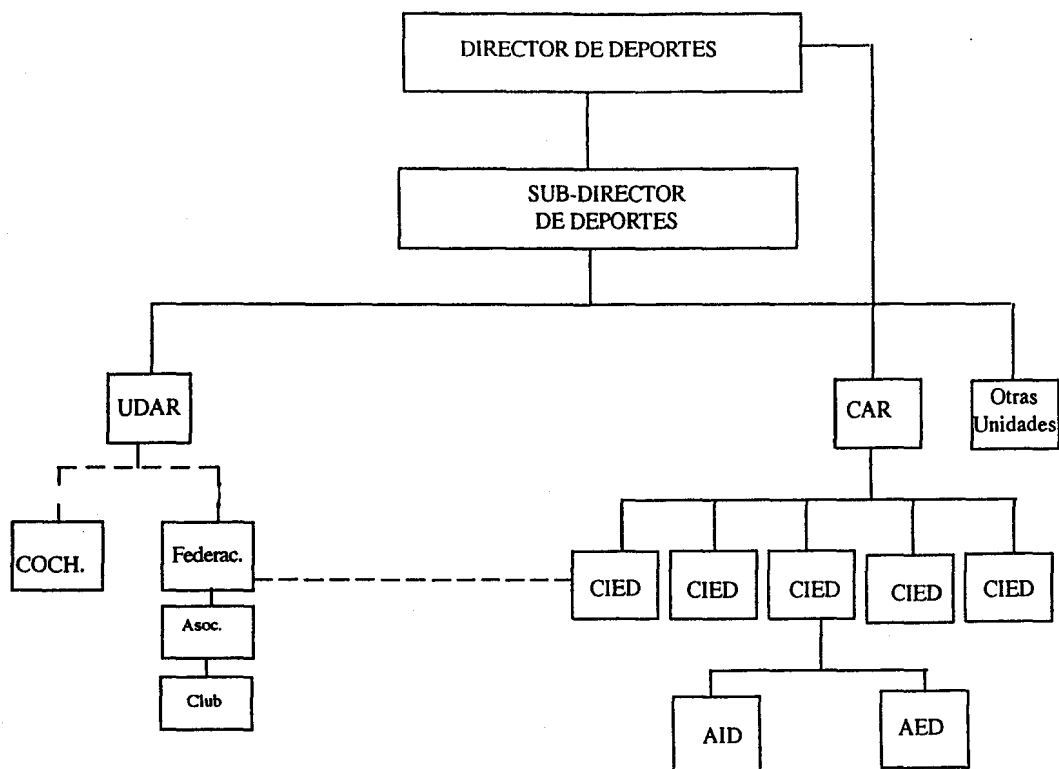 DIRECTOR DE DEPORTES
SUB-DIRECTOR
DE DEPORTES
UDAR
CAR
Otras
Unidades
COCH.
Federac.
CIED
CIED
CIED
CIED
CIED
Asoc.
Club
AID
AED